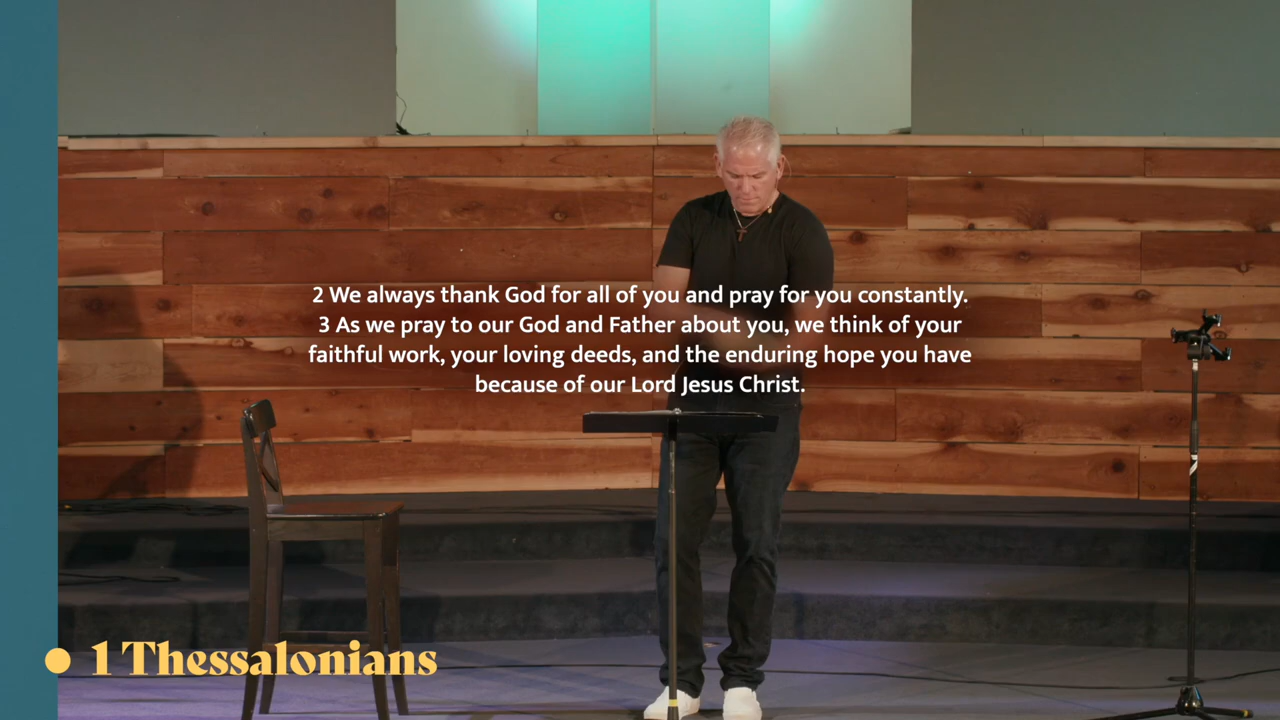 2 We always thank God for all of you and pray for you constantly.
3 As we pray to our God and Father about you, we think of your
faithful work, your loving deeds, and the enduring hope you have
because of our Lord Jesus Christ.
1 Thessalonians